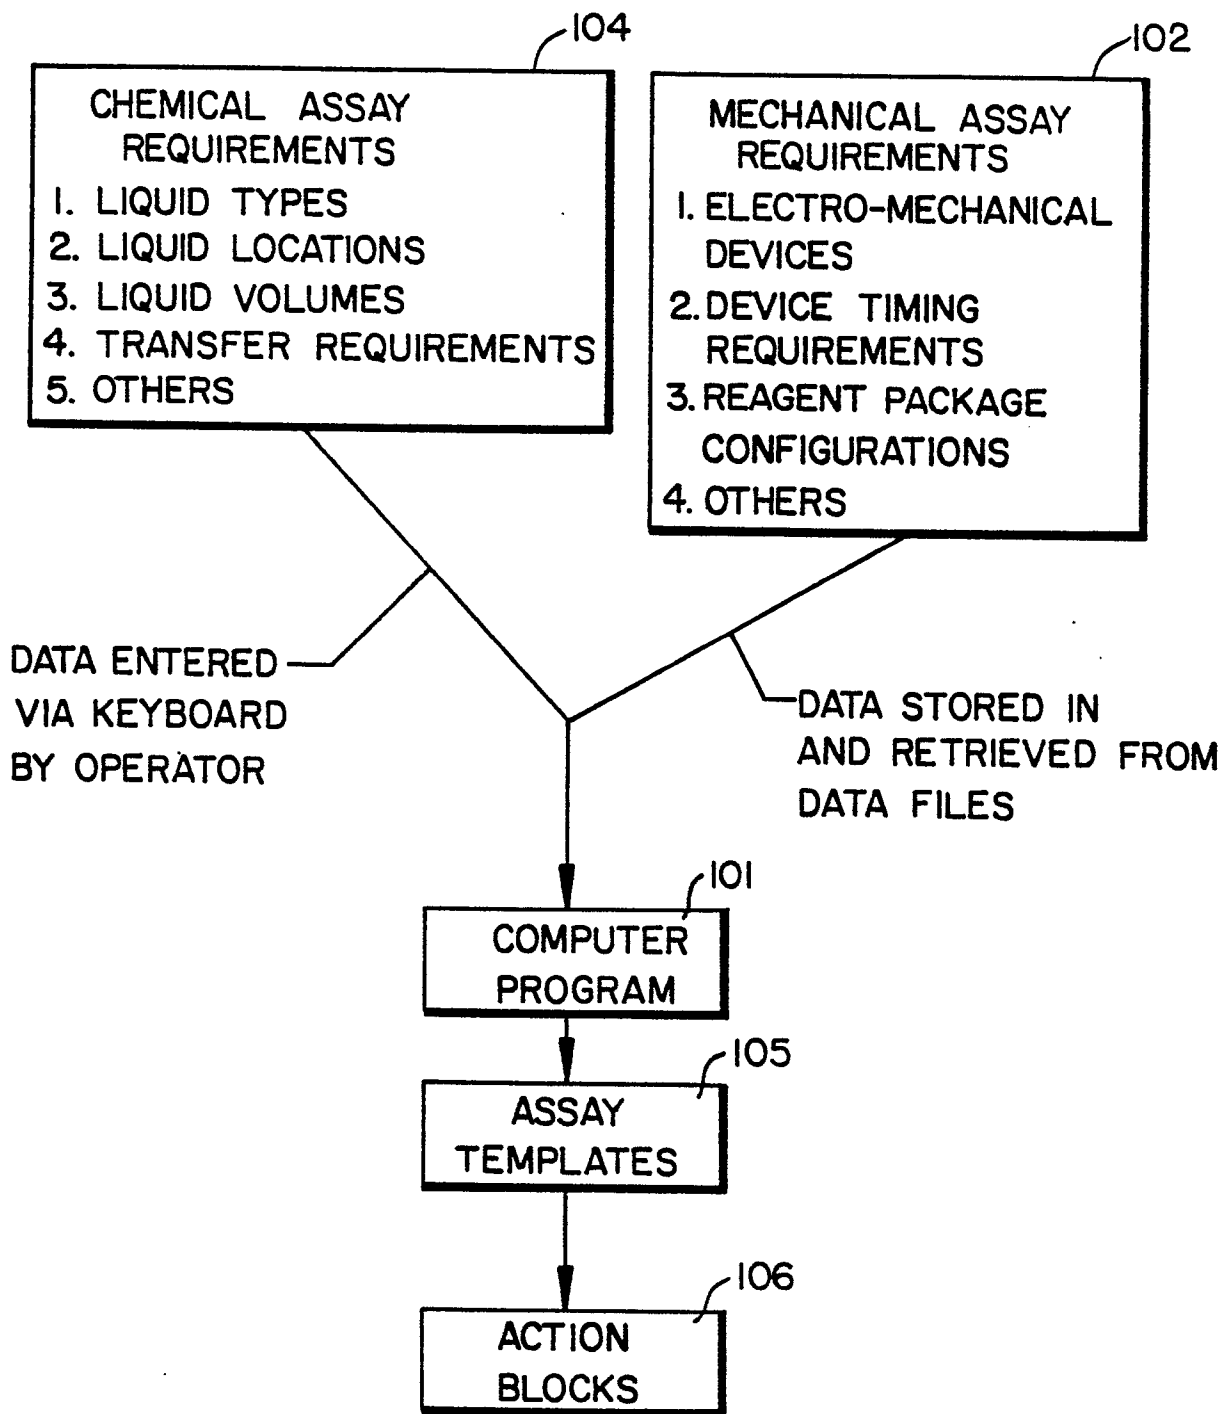 104
CHEMICAL ASSAY
REQUIREMENTS
1. LIQUID TYPES
2. LIQUID LOCATIONS
3. LIQUID VOLUMES
4. TRANSFER REQUIREMENTS
5. OTHERS
102
MECHANICAL ASSAY
REQUIREMENTS
1. ELECTRO-MECHANICAL
DEVICES
2. DEVICE TIMING
REQUIREMENTS
3. REAGENT PACKAGE
CONFIGURATIONS
4. OTHERS
DATA ENTERED
VIA KEYBOARD
BY OPERATOR
DATA STORED IN
AND RETRIEVED FROM
DATA FILES
101
COMPUTER
PROGRAM
105
ASSAY
TEMPLATES
106
ACTION
BLOCKS